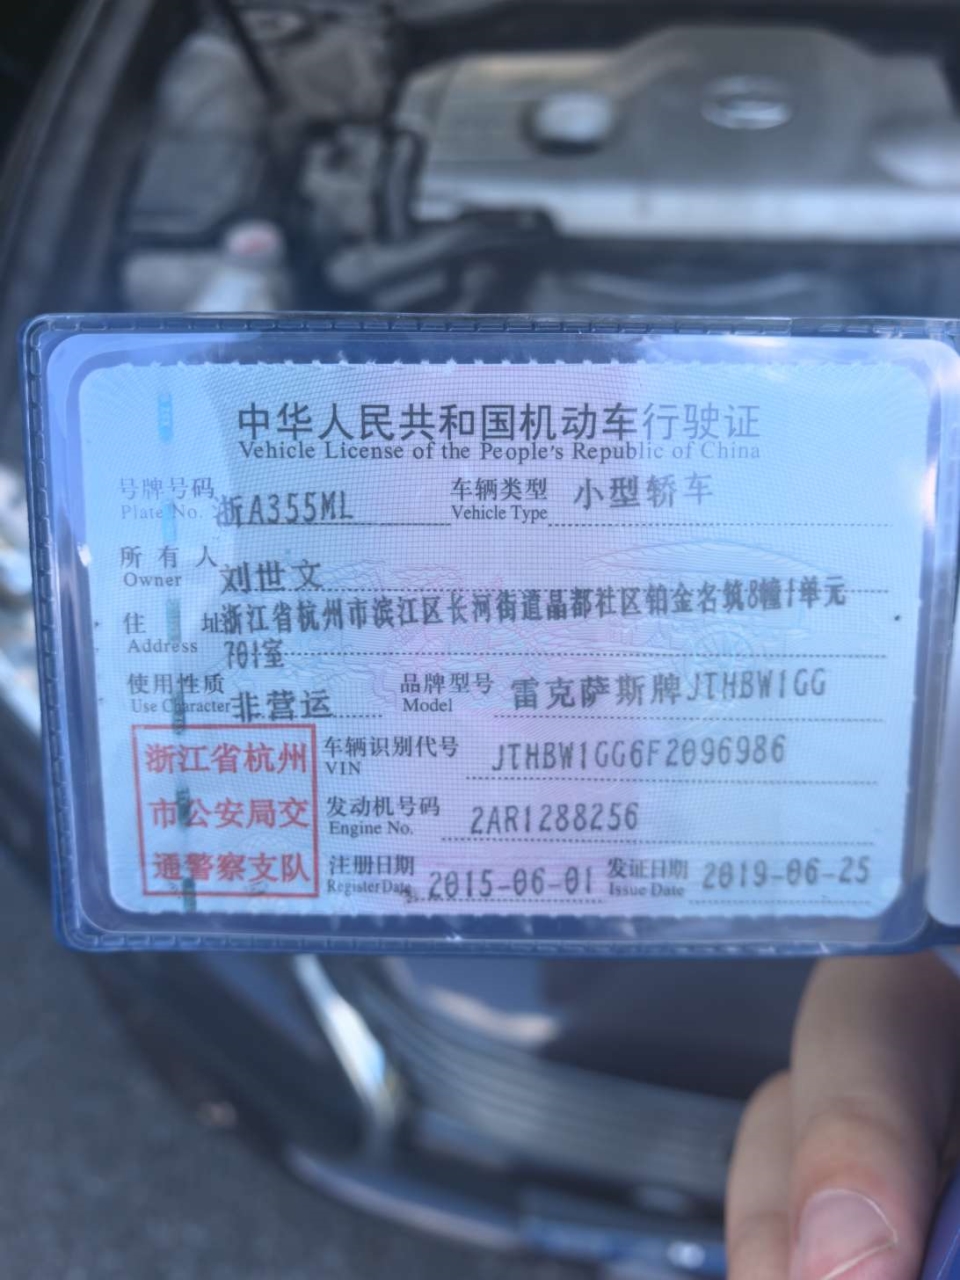 中华人民共和国机动车行驶证
Vehicle License of the People's Republic of China
号牌号码 浙A355ML 车辆类型 小型轿车
Plate No. Vehicle Type
所有人 刘世文
Owner
住址 浙江省杭州市滨江区长河街道晶都社区铂金名筑8幢1单元
Address 701室
使用性质 非营运 品牌型号 雷克萨斯牌JTHBW1GG
Use Character Model
浙江省杭州
市公安局交
通警察支队
车辆识别代号 JTHBW1GG6F2096986
VIN
发动机号码 2AR1288256
Engine No.
注册日期 2015-06-01 发证日期 2019-06-25
Register Date Issue Date